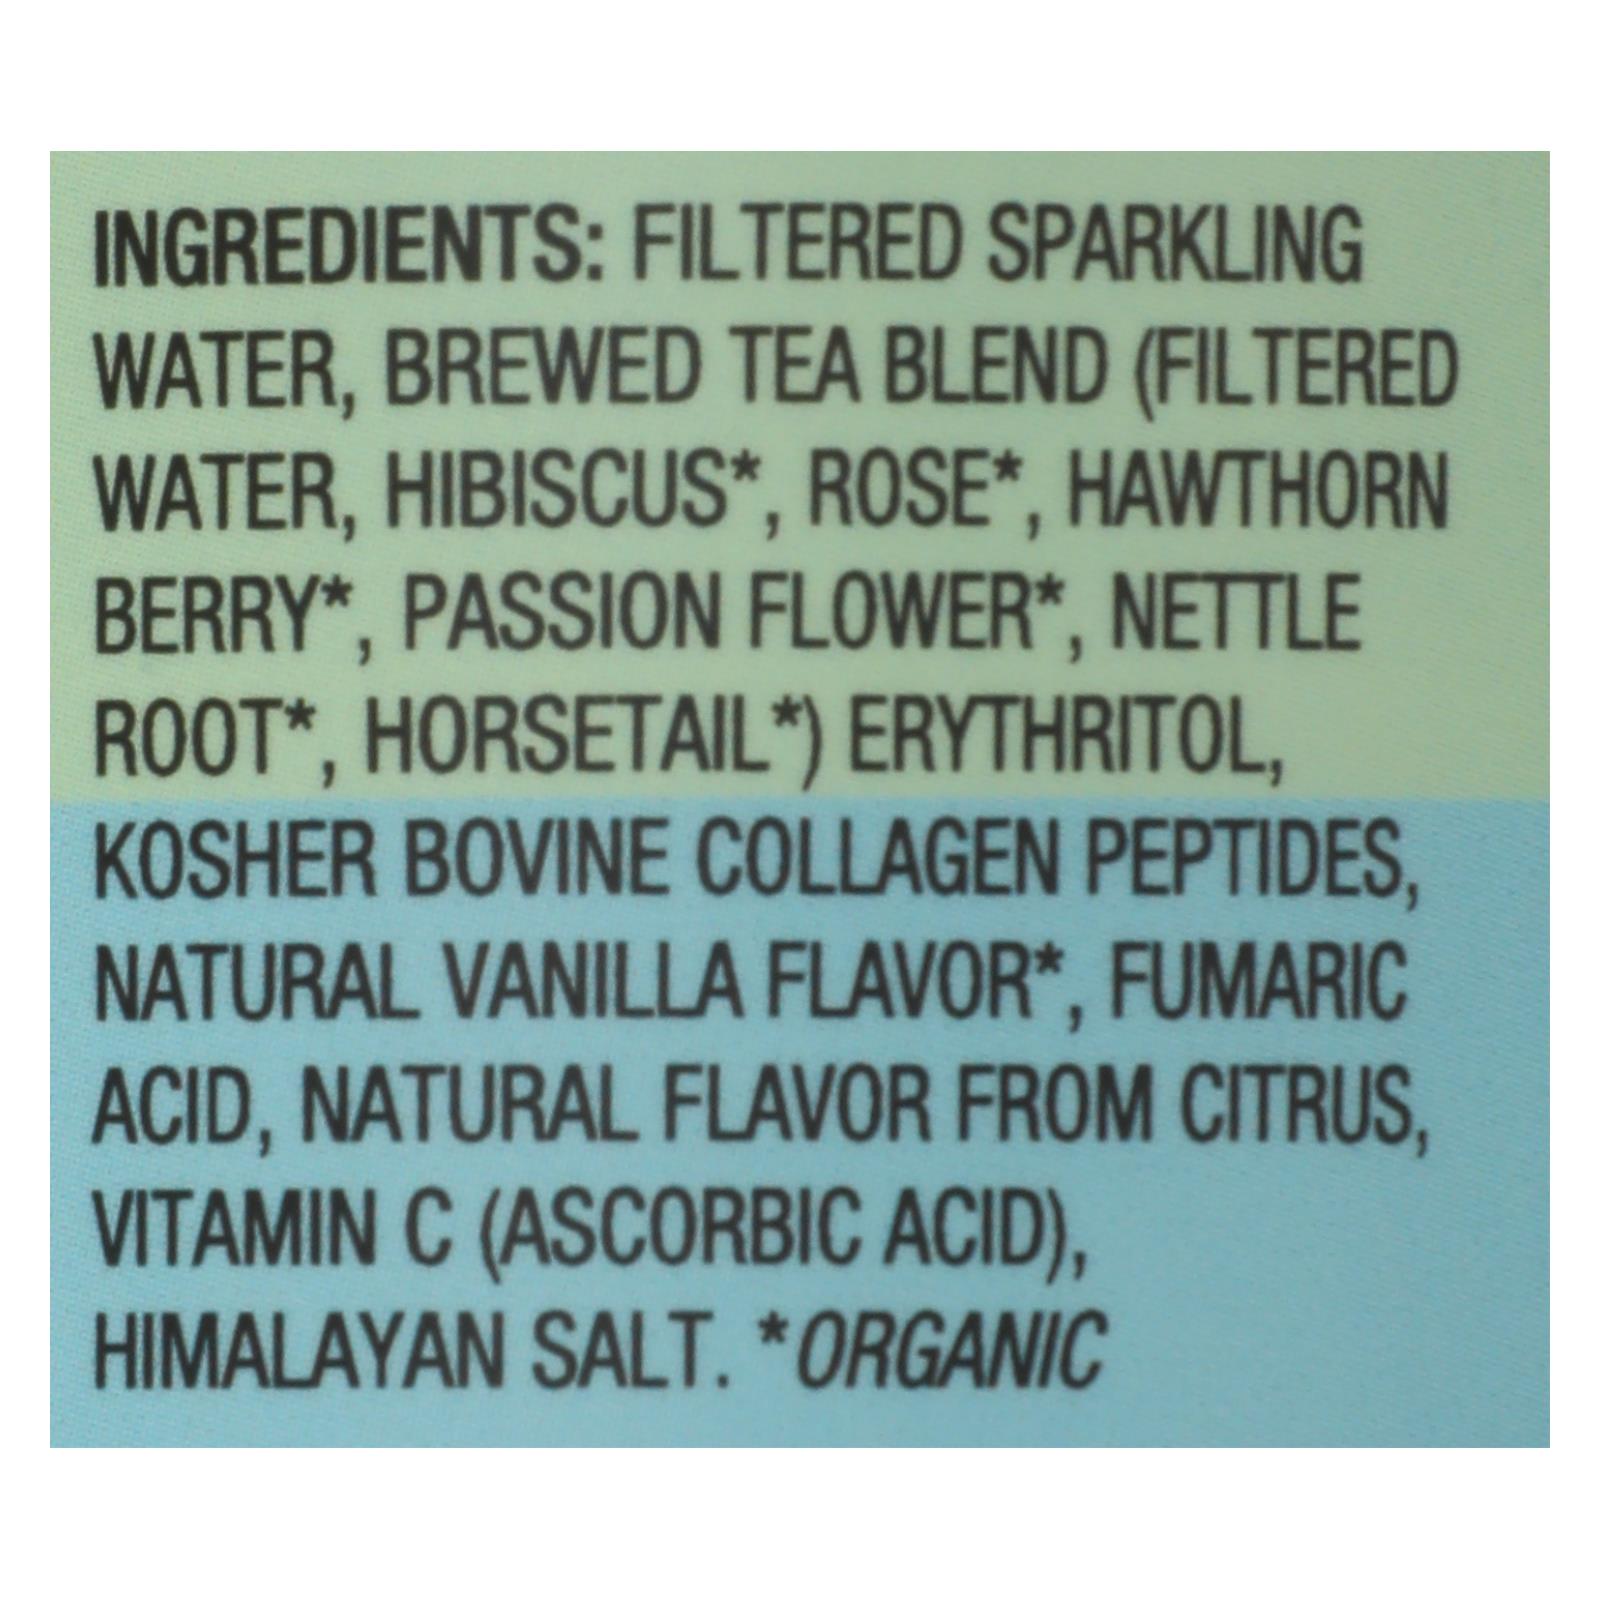 INGREDIENTS: FILTERED SPARKLING
WATER, BREWED TEA BLEND (FILTERED
WATER, HIBISCUS*, ROSE*, HAWTHORN
BERRY*, PASSION FLOWER*, NETTLE
ROOT*, HORSETAIL*) ERYTHRITOL,
KOSHER BOVINE COLLAGEN PEPTIDES,
NATURAL VANILLA FLAVOR*, FUMARIC
ACID, NATURAL FLAVOR FROM CITRUS,
VITAMIN C (ASCORBIC ACID),
HIMALAYAN SALT. *ORGANIC